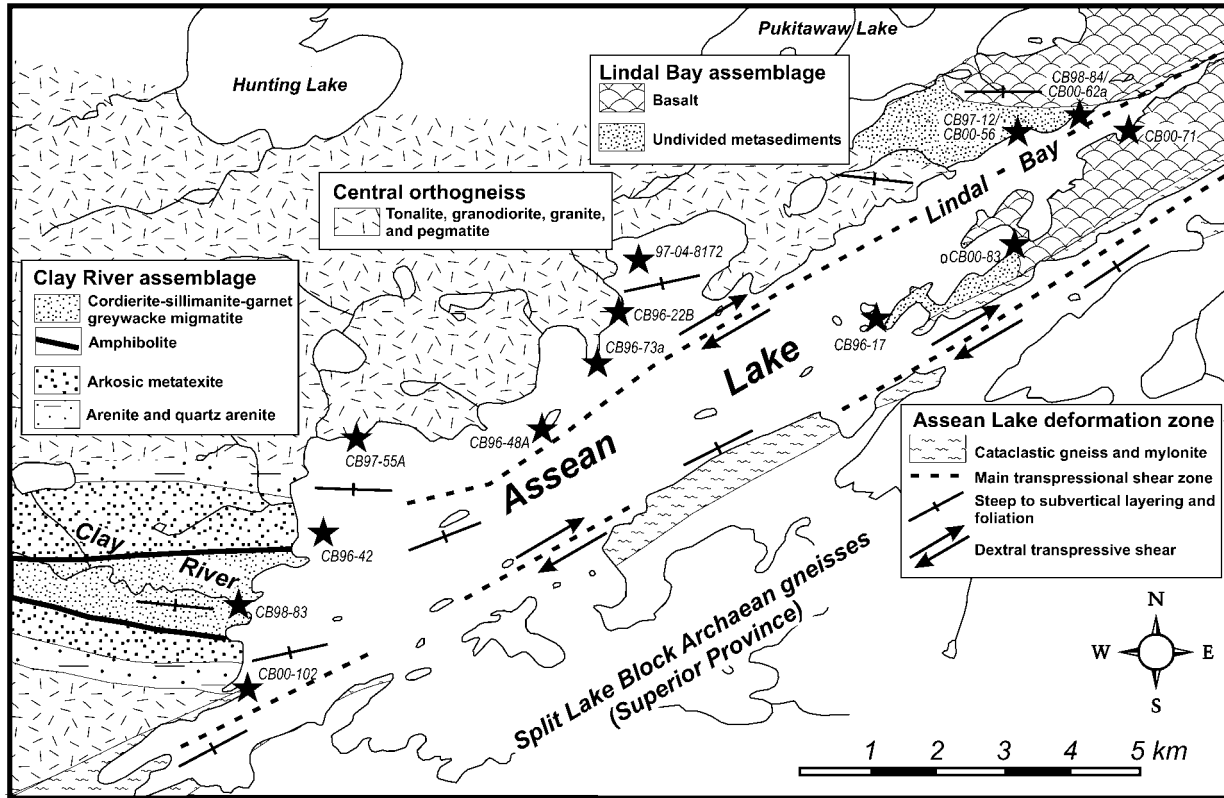 Hunting Lake
Pukitawaw Lake
Lindal Bay assemblage
Basalt
Undivided metasediments
CB98-84/
CB00-62a
CB97-12/
CB00-56
CB00-71
Lindal Bay
Central orthogneiss
Tonalite, granodiorite, granite,
and pegmatite
97-04-8172
CB00-83
Clay River assemblage
Cordierite-sillimanite-garnet
greywacke migmatite
Amphibolite
Arkosic metatexite
Arenite and quartz arenite
CB96-22B
CB96-73a
CB96-17
CB96-48A
CB97-55A
Assean Lake
Assean Lake deformation zone
Cataclastic gneiss and mylonite
Main transpressional shear zone
Steep to subvertical layering and
foliation
Dextral transpressive shear
Clay River
CB96-42
CB98-83
CB00-102
Split Lake Block Archaean gneisses
(Superior Province)
N
W E
S
1 2 3 4 5 km